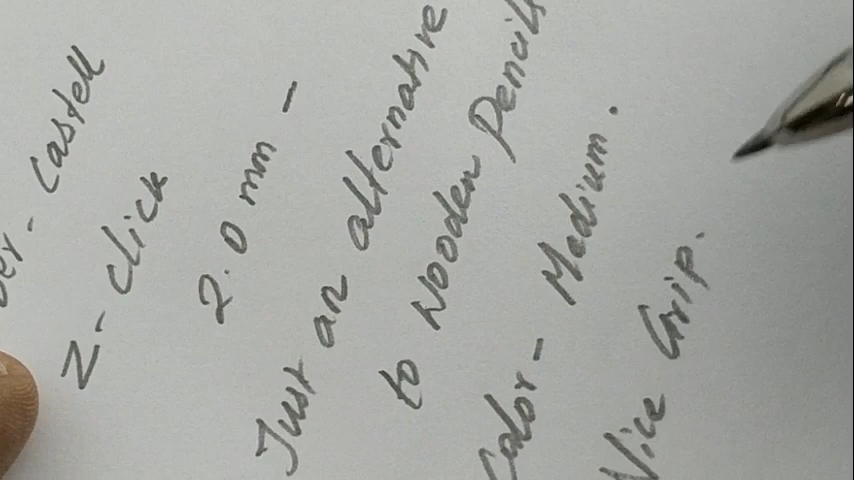 Castell
Z- Click
2.0 mm -
Just an alternative
to Wooden Pencils
Color- Medium.
Nice Grip.